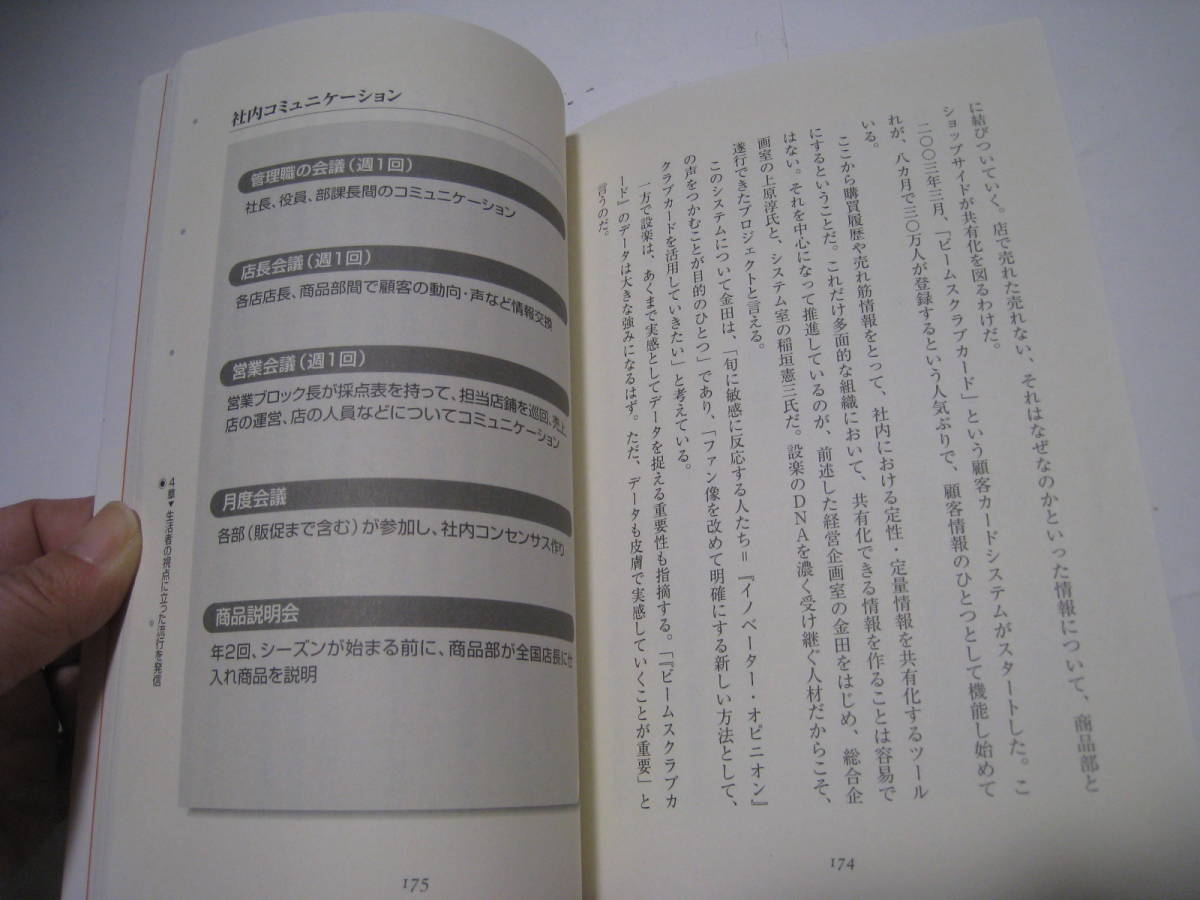 に結びついていく。店で売れた売れない、それはなぜなのかといった情報について、商品部と
ショップサイドが共有化を図るわけだ。
二〇〇三年三月、「ビームスクラブカード」という顧客カードシステムがスタートした。こ
れが、八カ月で三〇万人が登録するという人気ぶりで、顧客情報のひとつとして機能し始めて
いる。
ここから購買履歴や売れ筋情報をとって、社内における定性・定量情報を共有化するツール
にするということだ。これだけ多面的な組織において、共有化できる情報を作ることは容易で
はない。それを中心になって推進しているのが、前述した経営企画室の金田をはじめ、総合企
画室の上原淳氏と、システム室の稲垣憲三氏だ。設楽のDNAを濃く受け継ぐ人材だからこそ、
遂行できたプロジェクトと言える。
このシステムについて金田は、「旬に敏感に反応する人たち＝『イノベーター・オピニオン』
の声をつかむことが目的のひとつ」であり、「ファン像を改めて明確にする新しい方法として、
クラブカードを活用していきたい」と考えている。
一方で設楽は、あくまで実感としてデータを捉える重要性も指摘する。「『ビームスクラブカ
ード』のデータは大きな強みになるはず。ただ、データも皮膚で実感していくことが重要」と
言うのだ。
174
社内コミュニケーション
管理職の会議（週1回）
社長、役員、部課長間のコミュニケーション
店長会議（週1回）
各店店長、商品部間で顧客の動向・声など情報交換
営業会議（週1回）
営業ブロック長が採点表を持って、担当店舗を巡回、売上
店の運営、店の人員などについてコミュニケーション
月度会議
各部（販促まで含む）が参加し、社内コンセンサス作り
商品説明会
年2回、シーズンが始まる前に、商品部が全国店長に仕
入れ商品を説明
4章▼生活者の視点に立った流行を発信
175